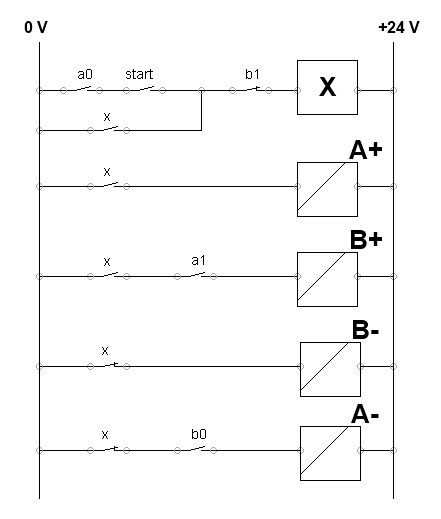 0 V +24 V
a0 start b1 X
x
A+
x
B+
x a1
B-
x
A-
x b0